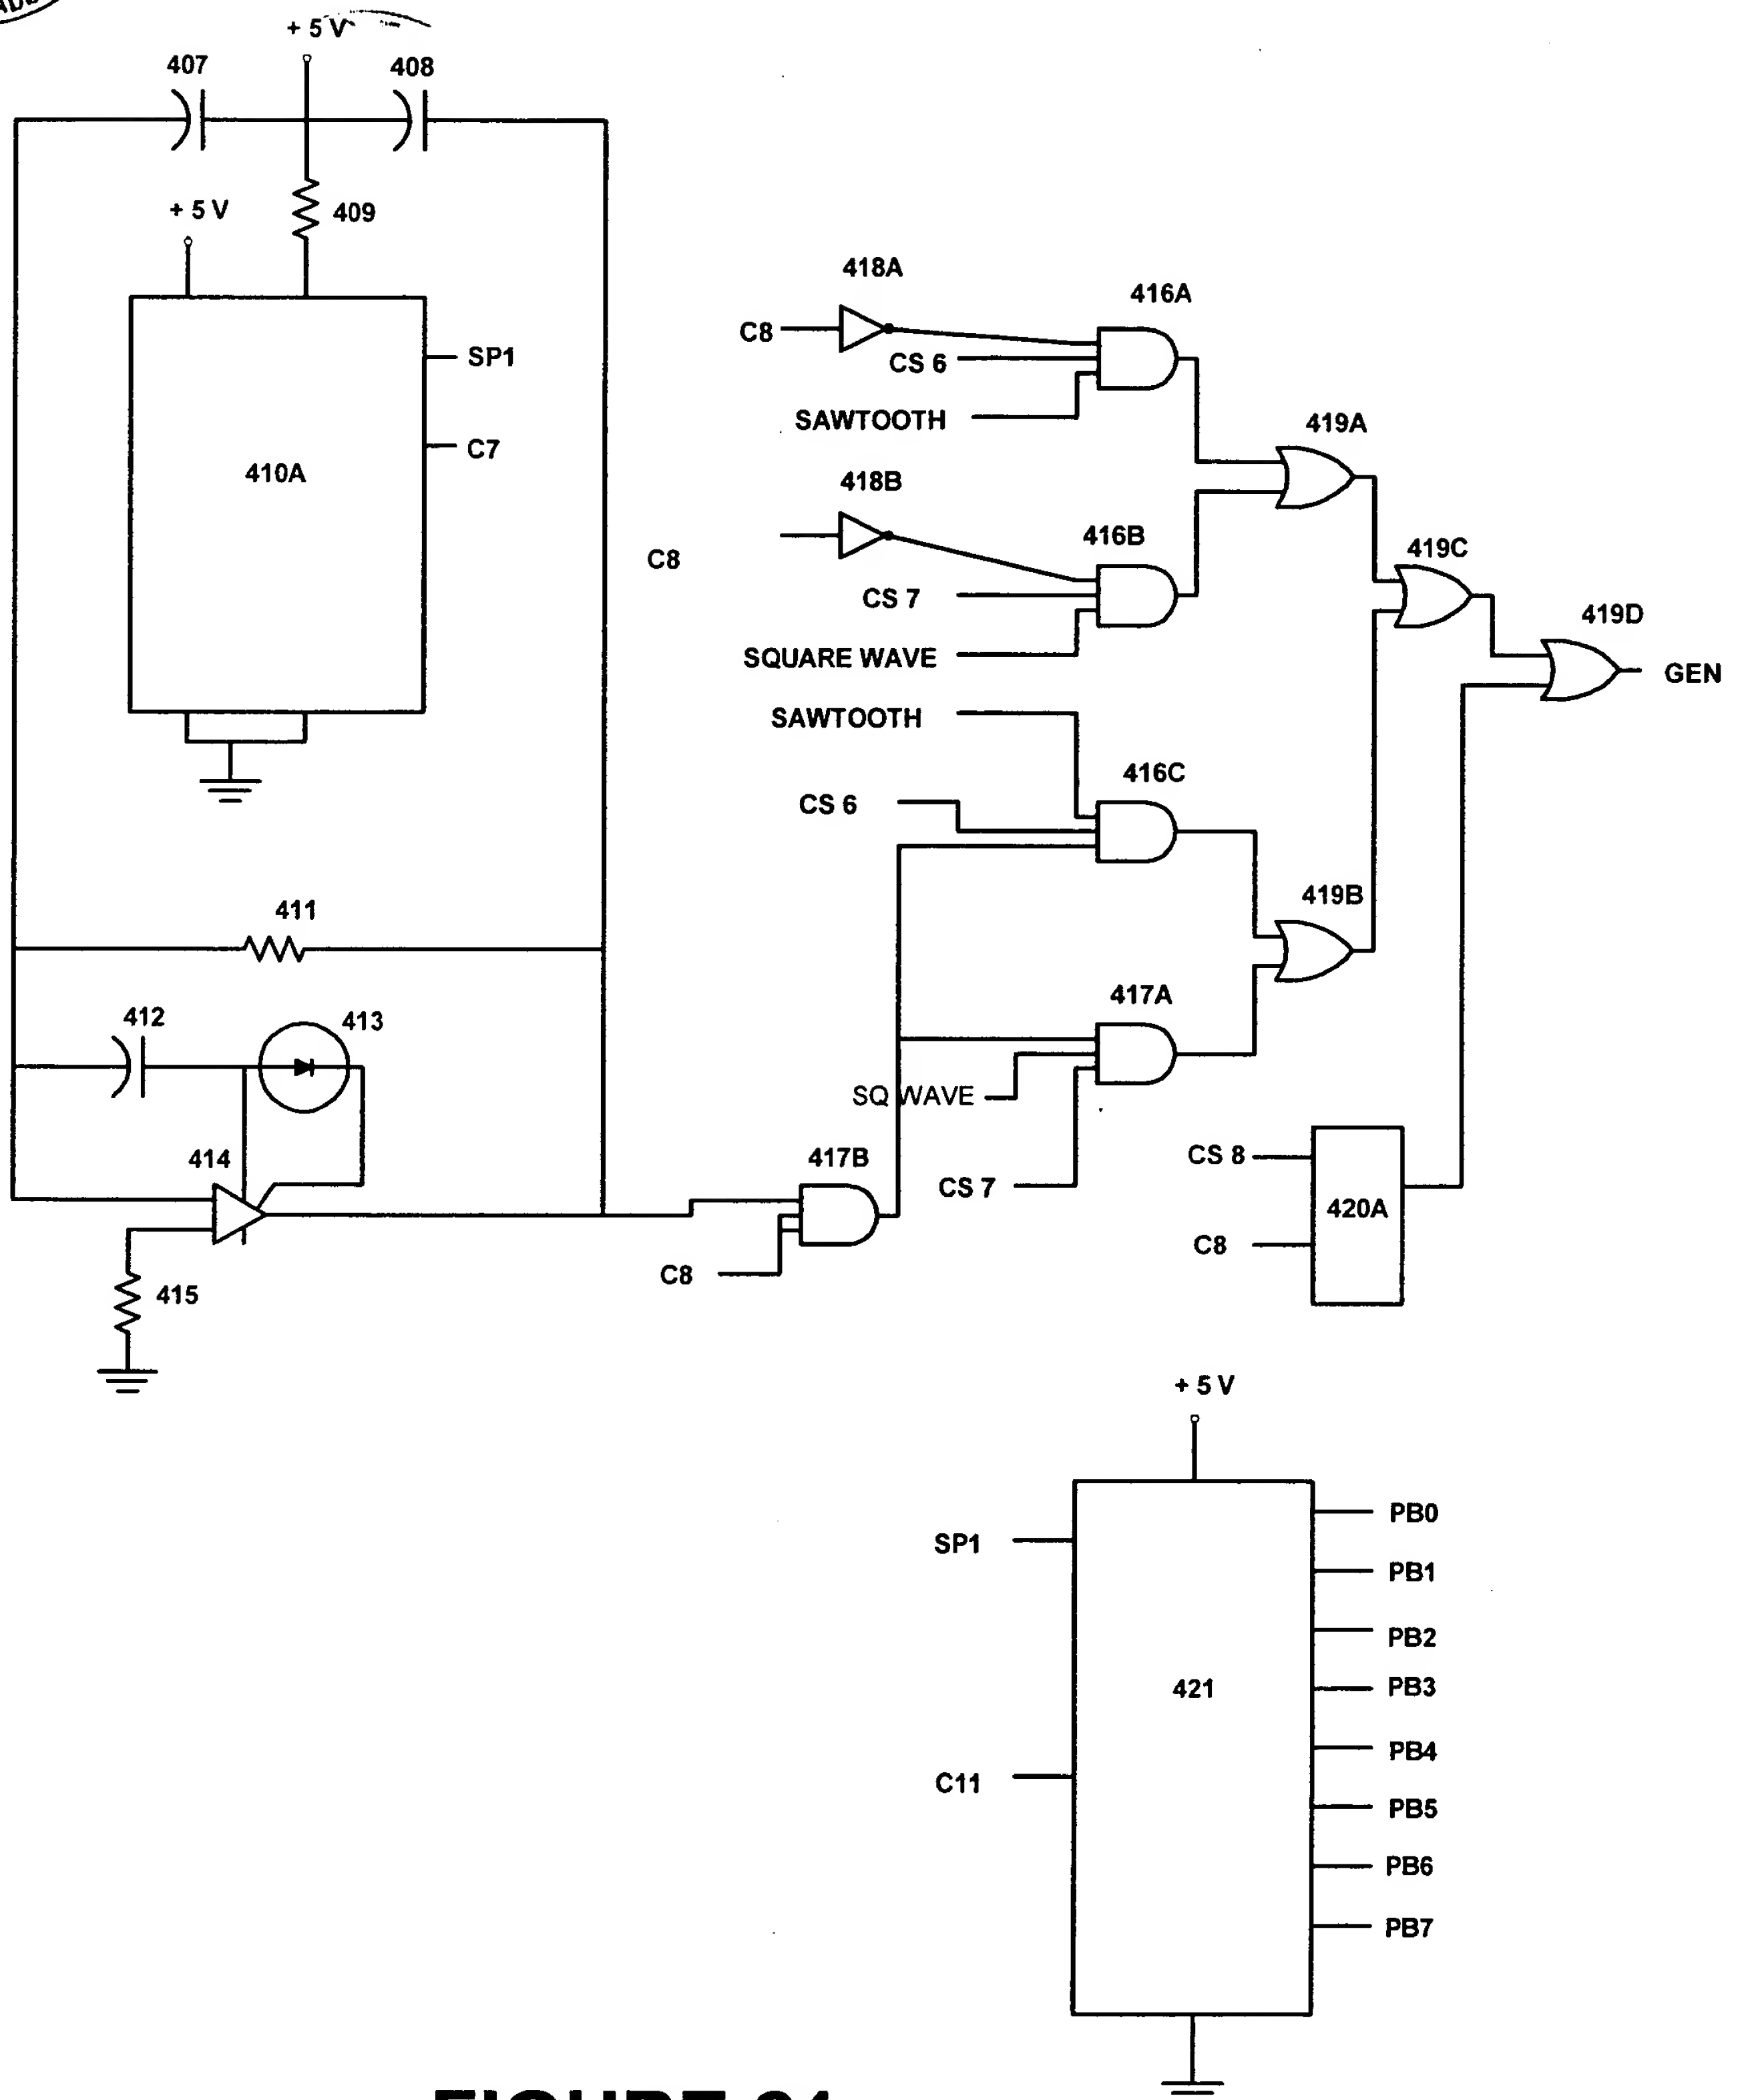 + 5 V
407
408
+ 5 V
409
SP1
C7
410A
418A
416A
C8
CS 6
SAWTOOTH
419A
418B
416B
C8
CS 7
SQUARE WAVE
419C
419D
GEN
SAWTOOTH
416C
CS 6
419B
411
417A
412
413
SQ WAVE
414
417B
CS 7
CS 8
420A
C8
C8
415
+ 5 V
SP1
PB0
PB1
PB2
421
PB3
PB4
C11
PB5
PB6
PB7